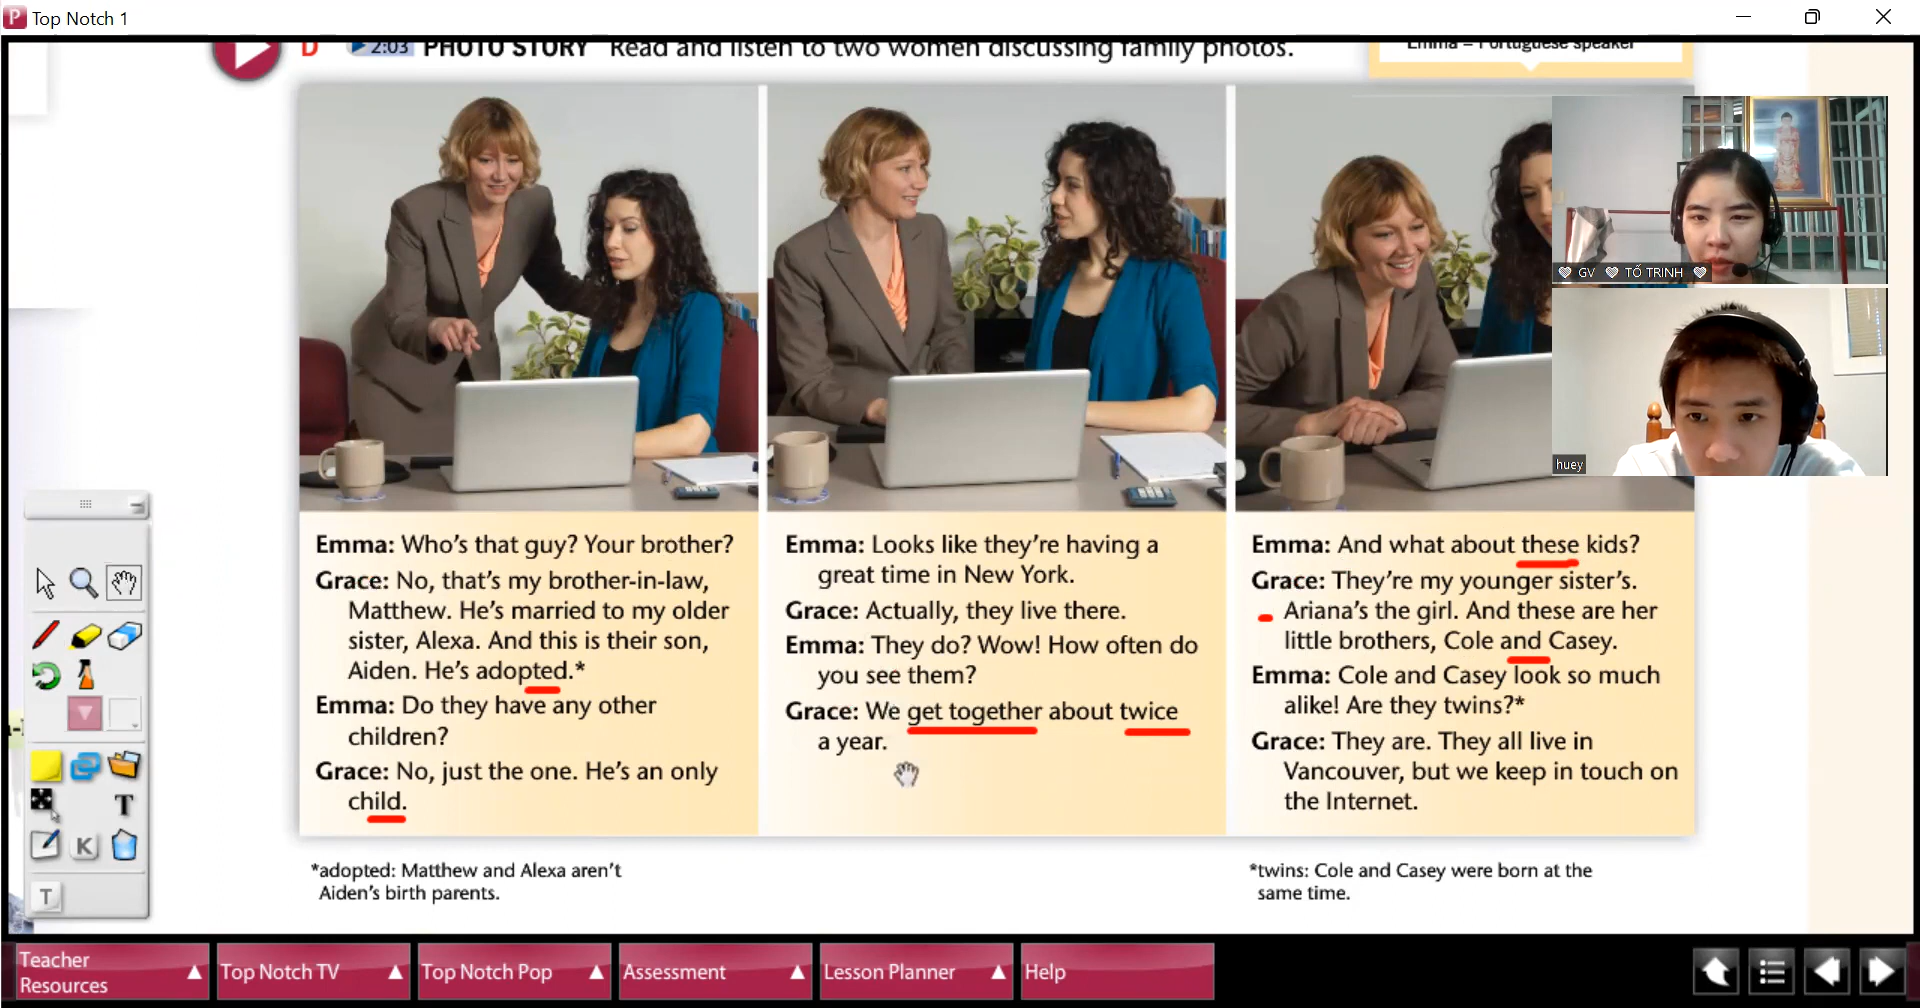 Top Notch 1
D 2:03 PHOTO STORY Read and listen to two women discussing family photos.
Emma = Portuguese speaker
GV TỐ TRINH
huey
Emma: Who's that guy? Your brother?
Grace: No, that's my brother-in-law,
Matthew. He's married to my older
sister, Alexa. And this is their son,
Aiden. He's adopted.*
Emma: Do they have any other
children?
Grace: No, just the one. He's an only
child.
Emma: Looks like they're having a
great time in New York.
Grace: Actually, they live there.
Emma: They do? Wow! How often do
you see them?
Grace: We get together about twice
a year.
Emma: And what about these kids?
Grace: They're my younger sister's.
Ariana's the girl. And these are her
little brothers, Cole and Casey.
Emma: Cole and Casey look so much
alike! Are they twins?*
Grace: They are. They all live in
Vancouver, but we keep in touch on
the Internet.
*adopted: Matthew and Alexa aren't
Aiden's birth parents.
*twins: Cole and Casey were born at the
same time.
T
K
T
Teacher
Resources
Top Notch TV
Top Notch Pop
Assessment
Lesson Planner
Help